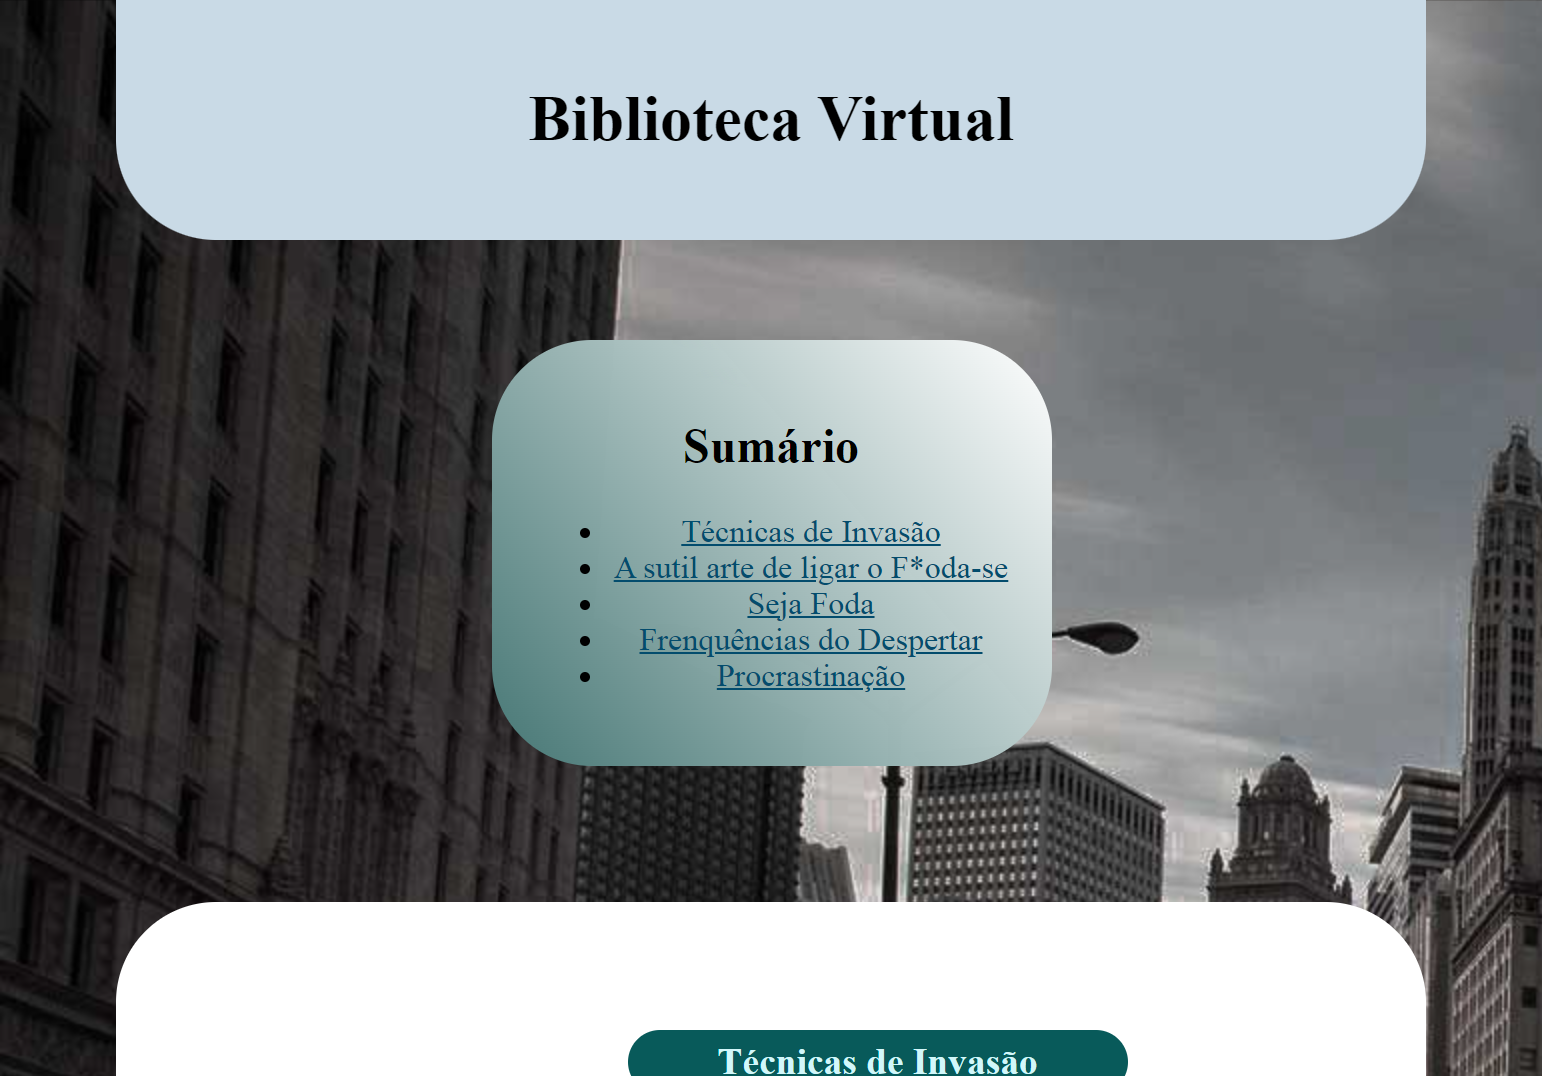 Biblioteca Virtual
Sumário
Técnicas de Invasão
A sutil arte de ligar o F*oda-se
Seja Foda
Frenquências do Despertar
Procrastinação
Técnicas de Invasão